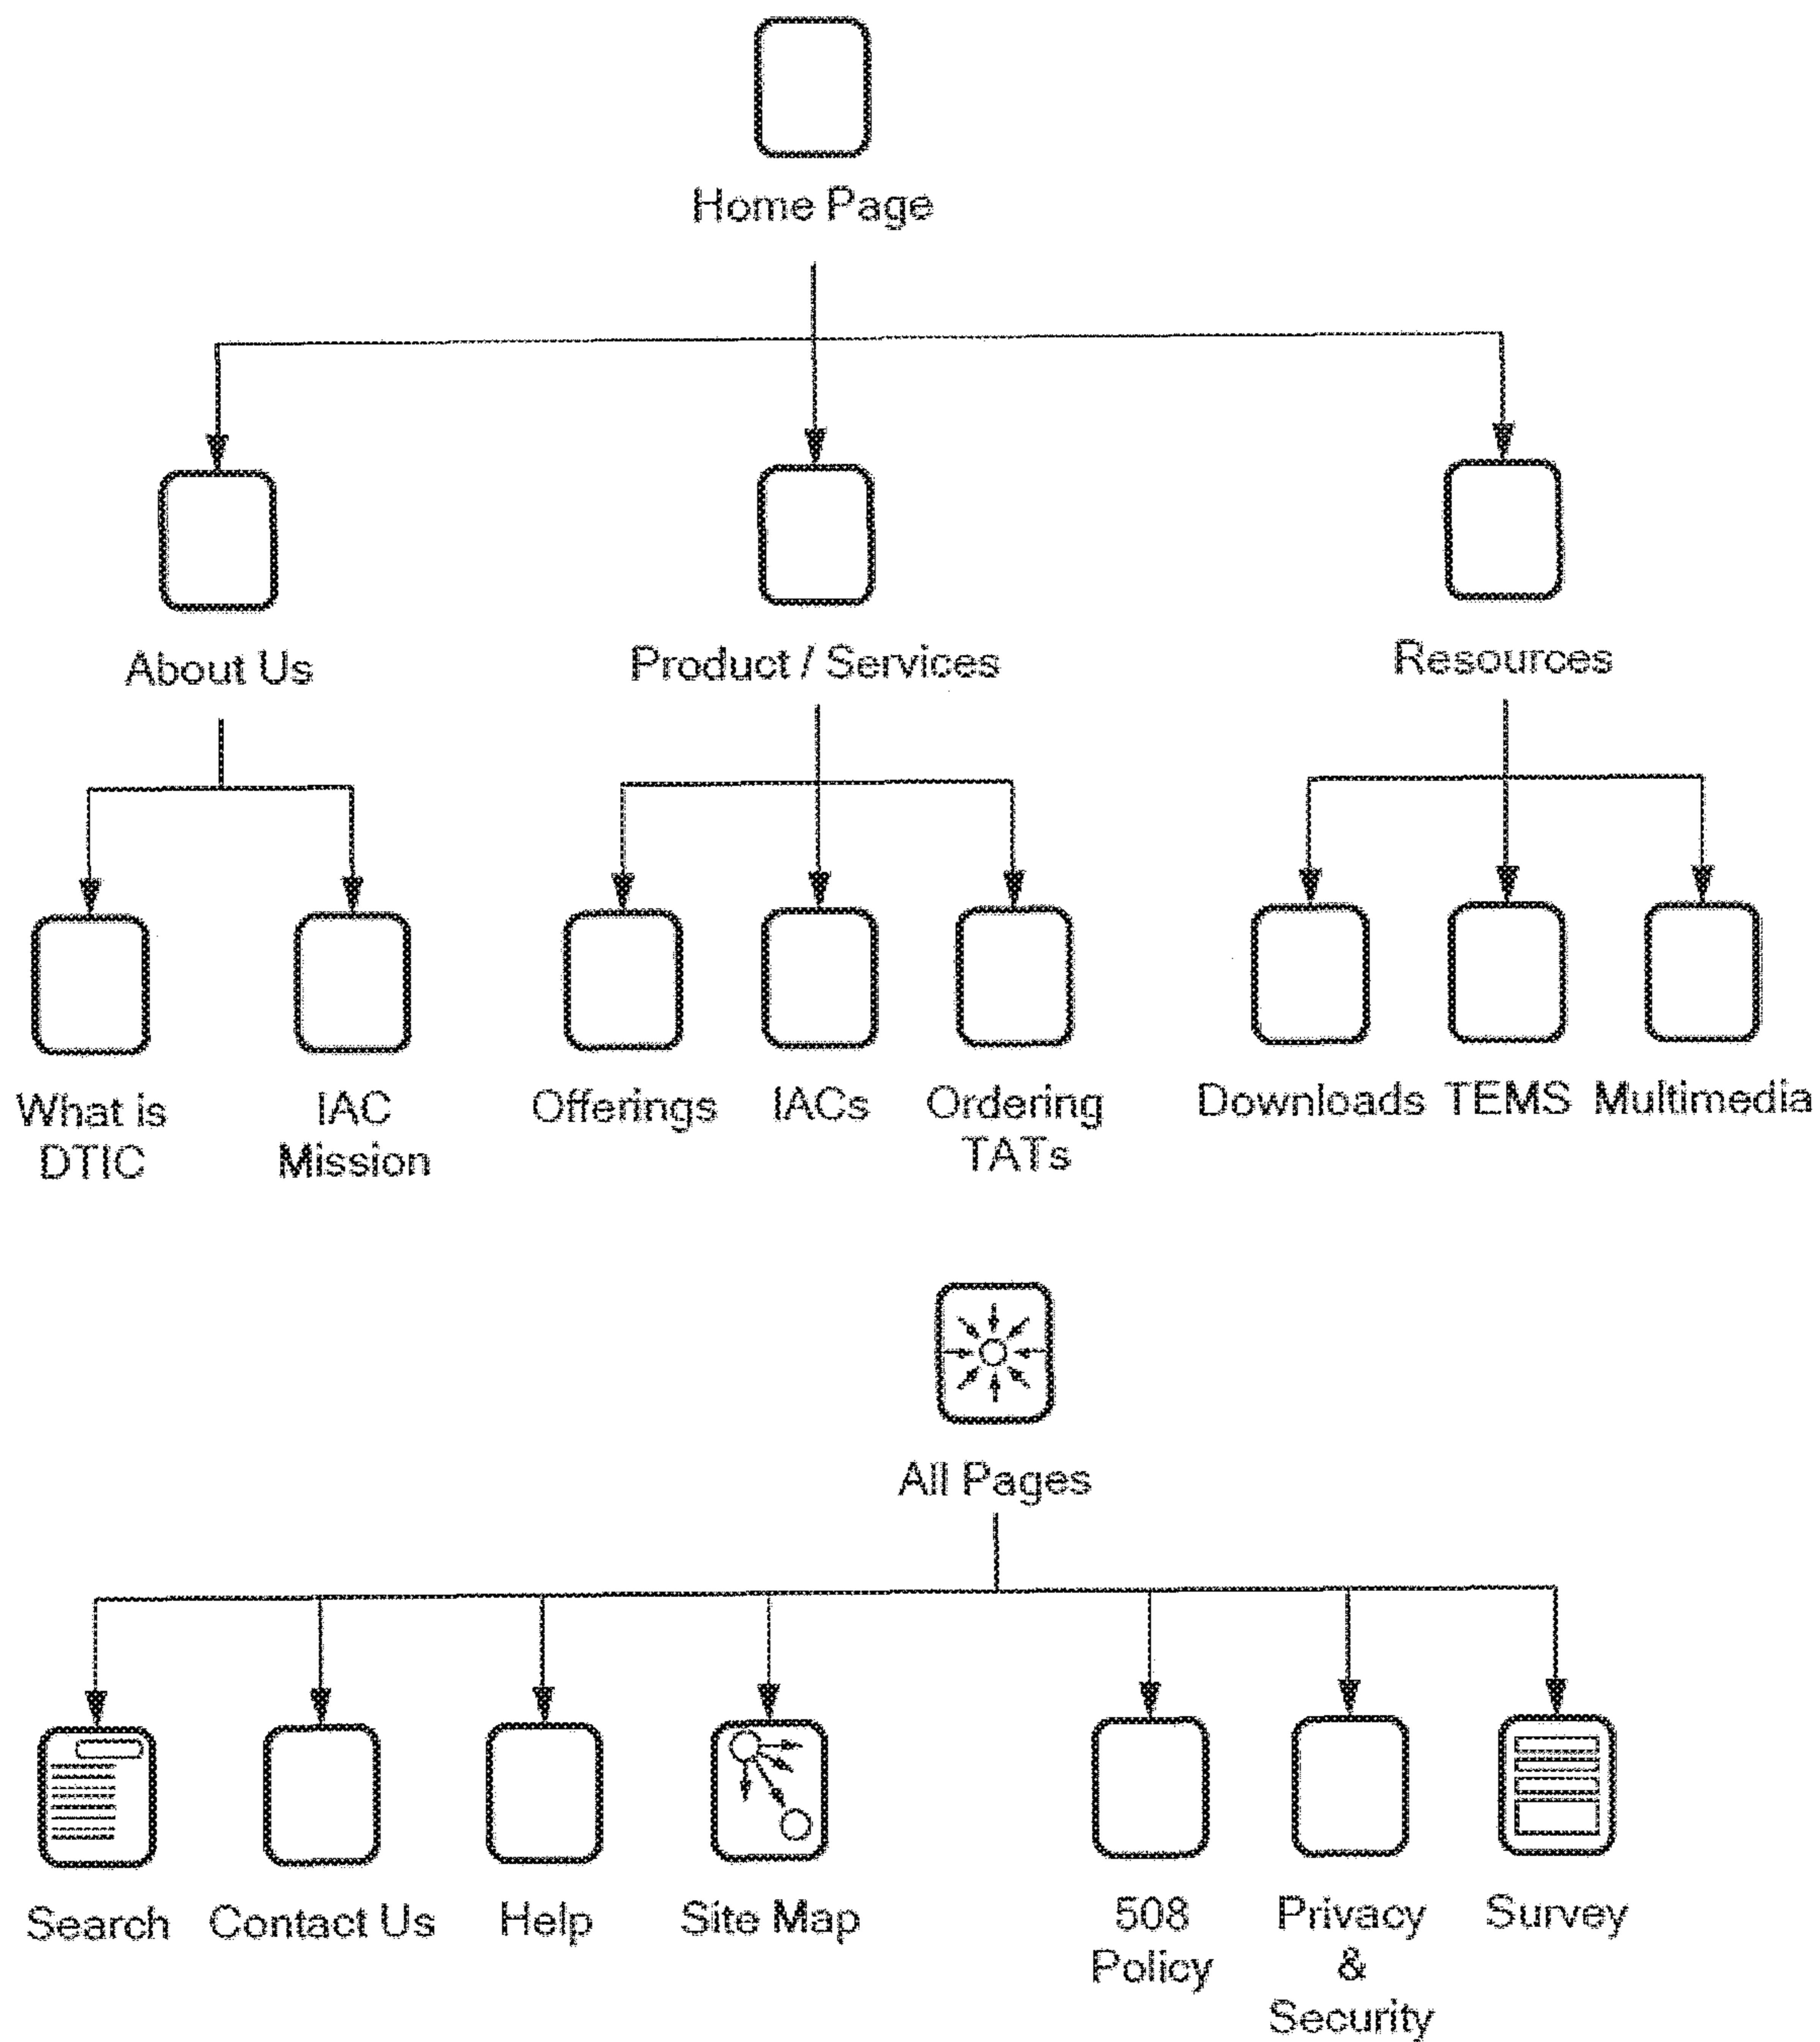 Home Page
About Us
Product / Services
Resources
What is
DTIC
IAC
Mission
Offerings
IACs
Ordering
TATs
Downloads
TEMS
Multimedia
All Pages
Search
Contact Us
Help
Site Map
508
Policy
Privacy
&
Security
Survey